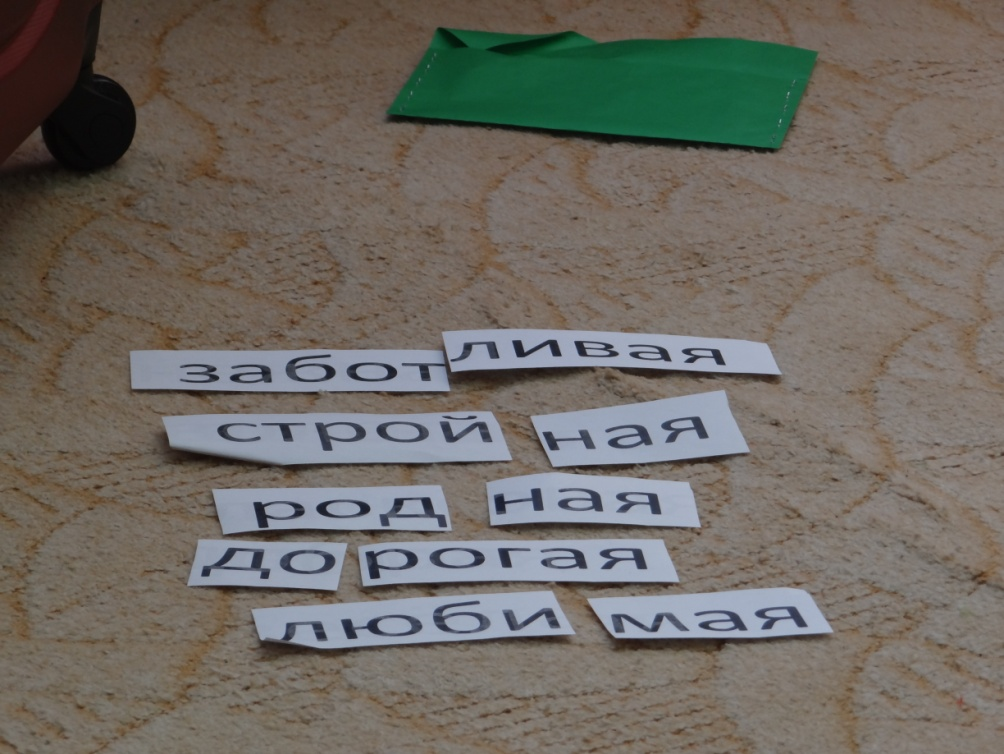 забот ливая
строй ная
род ная
до рогая
люби мая